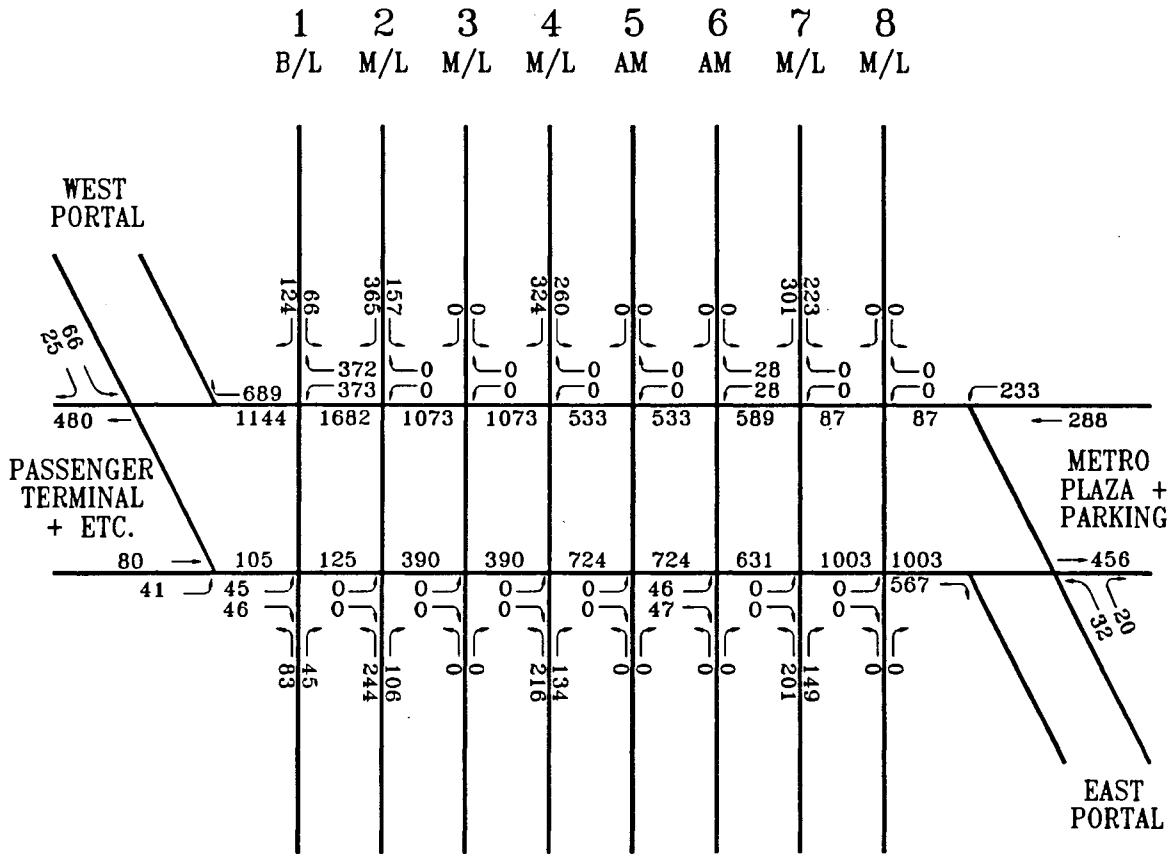 1 2 3 4 5 6 7 8
B/L M/L M/L M/L AM AM M/L M/L
WEST
PORTAL
124 66 365 157 0 0 324 260 0 0 0 0 301 223 0 0
66
25
372 0 0 0 0 28 0 0
689 373 0 0 0 0 28 0 0 233
480 1144 1682 1073 1073 533 533 589 87 87 288
PASSENGER
TERMINAL
+ ETC.
METRO
PLAZA +
PARKING
80 105 125 390 390 724 724 631 1003 1003 456
41 45 0 0 0 0 46 0 0 567
46 0 0 0 0 47 0 0
20
32
83 45 244 106 0 0 216 134 0 0 0 0 201 149 0 0
EAST
PORTAL